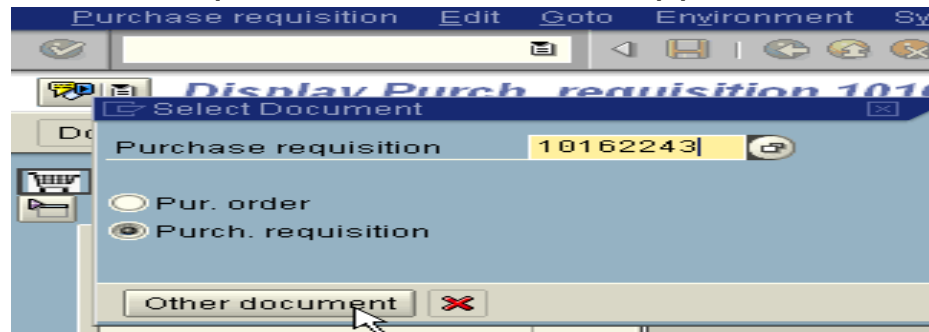 Purchase requisition Edit Goto Environment
Display Purch. requisition
Select Document
Purchase requisition 10162243
Pur. order
Purch. requisition
Other document